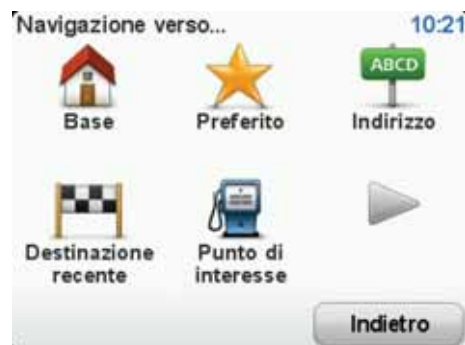 Navigazione verso... 10:21
ABCD
Base Preferito Indirizzo
Destinazione Punto di
recente interesse
Indietro